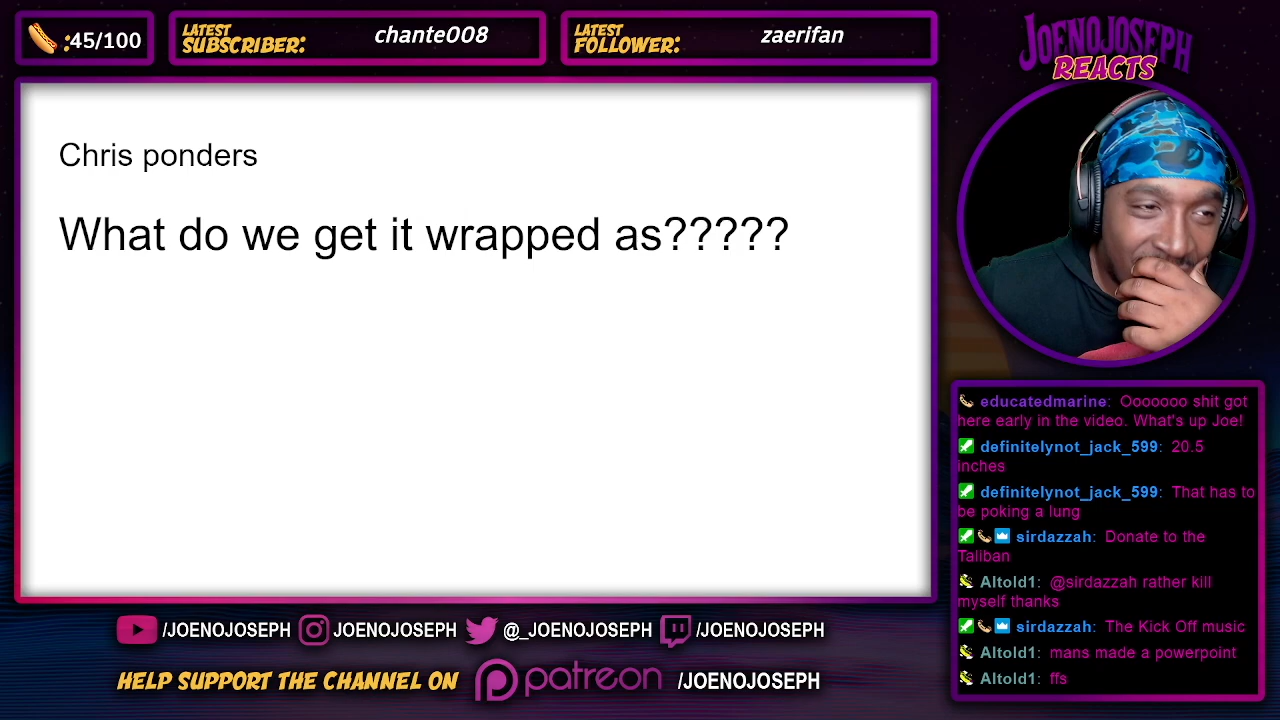 :45/100
LATEST SUBSCRIBER: chante008
LATEST FOLLOWER: zaerifan
JOENOJOSEPH
REACTS
Chris ponders
What do we get it wrapped as?????
educatedmarine: Ooooooo shit got
here early in the video. What's up Joe!
definitelynot_jack_599: 20.5
inches
definitelynot_jack_599: That has to
be poking a lung
sirdazzah: Donate to the
Taliban
Altold1: @sirdazzah rather kill
myself thanks
sirdazzah: The Kick Off music
Altold1: mans made a powerpoint
Altold1: ffs
/JOENOJOSEPH JOENOJOSEPH @_JOENOJOSEPH /JOENOJOSEPH
HELP SUPPORT THE CHANNEL ON patreon /JOENOJOSEPH